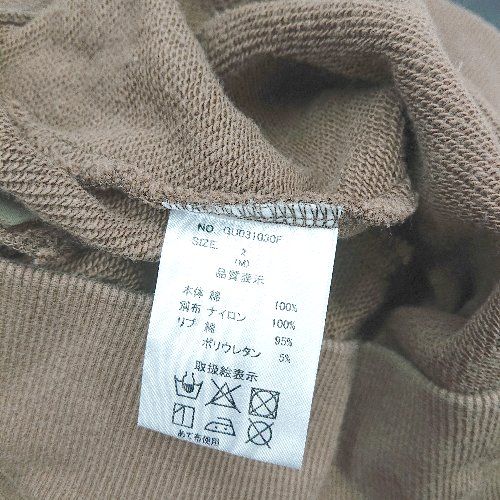 NO. GU031030F
SIZE. 2
(M)
品質表示
本体 綿 100%
別布 ナイロン 100%
リブ 綿 95%
ポリウレタン 5%
取扱絵表示
あて布使用